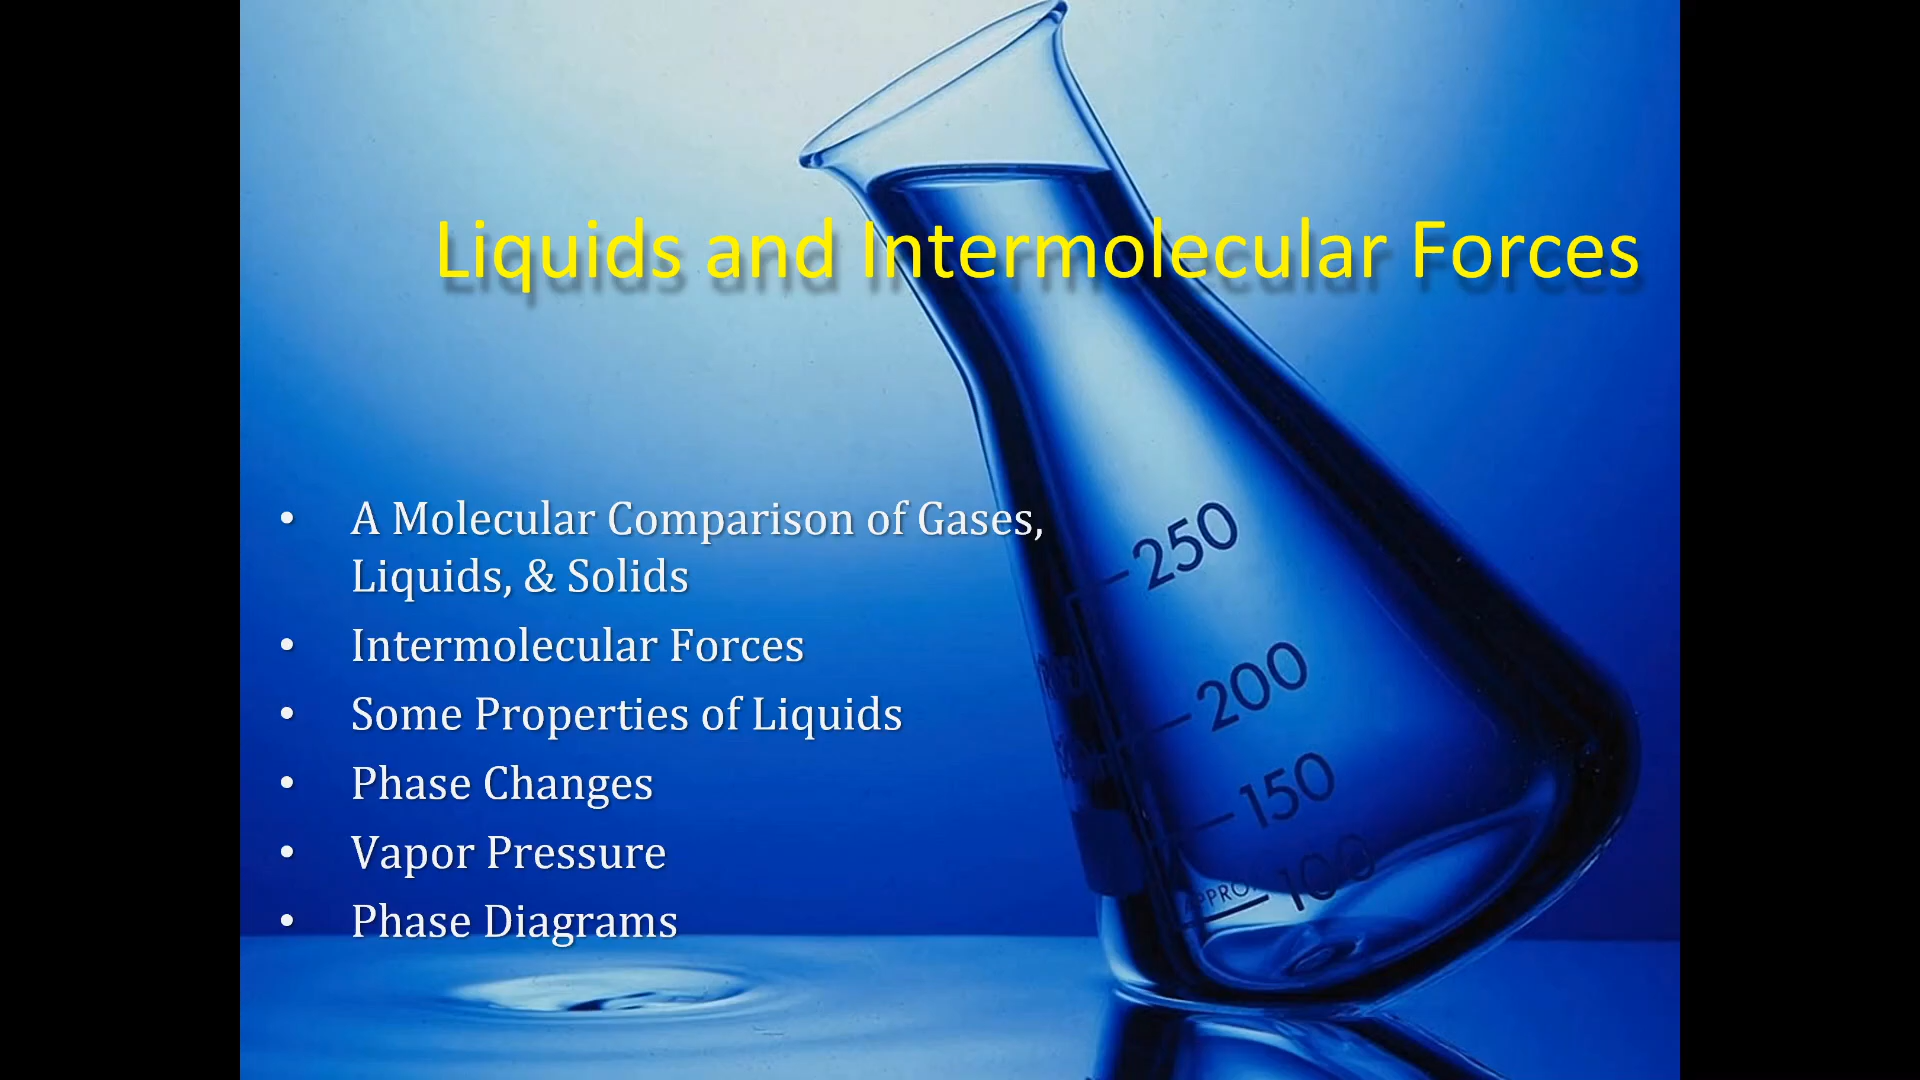 Liquids and Intermolecular Forces
• A Molecular Comparison of Gases,
Liquids, & Solids
• Intermolecular Forces
• Some Properties of Liquids
• Phase Changes
• Vapor Pressure
• Phase Diagrams
250
200
150
100